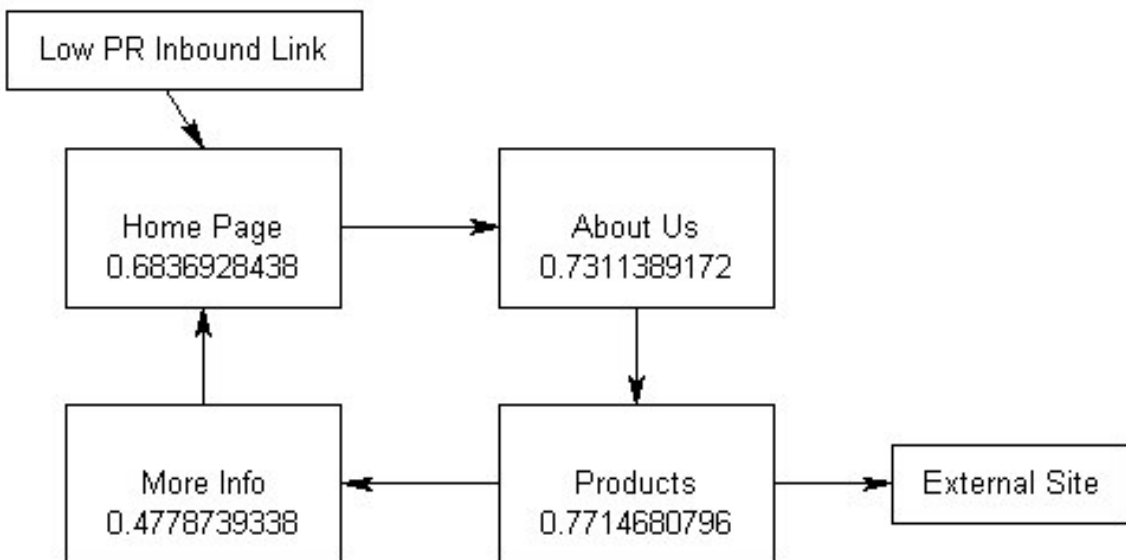 Low PR Inbound Link
Home Page
0.6836928438
About Us
0.7311389172
More Info
0.4778739338
Products
0.7714680796
External Site